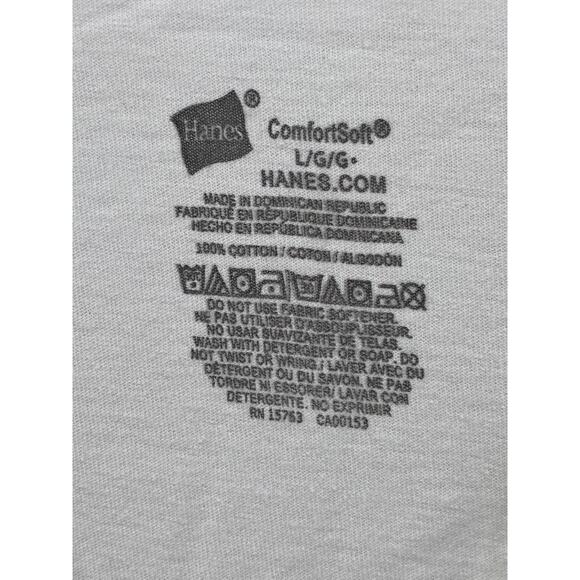 Hanes®
ComfortSoft®
L/G/G•
HANES.COM
MADE IN DOMINICAN REPUBLIC
FABRIQUÉ EN RÉPUBLIQUE DOMINICAINE
HECHO EN REPÚBLICA DOMINICANA
100% COTTON / COTON / ALGODÓN
DO NOT USE FABRIC SOFTENER.
NE PAS UTILISER D'ASSOUPLISSEUR.
NO USAR SUAVIZANTE DE TELAS.
WASH WITH DETERGENT OR SOAP. DO
NOT TWIST OR WRING./ LAVER AVEC DU
DÉTERGENT OU DU SAVON. NE PAS
TORDRE NI ESSORER/ LAVAR CON
DETERGENTE. NO EXPRIMIR
RN 15763 CA00153